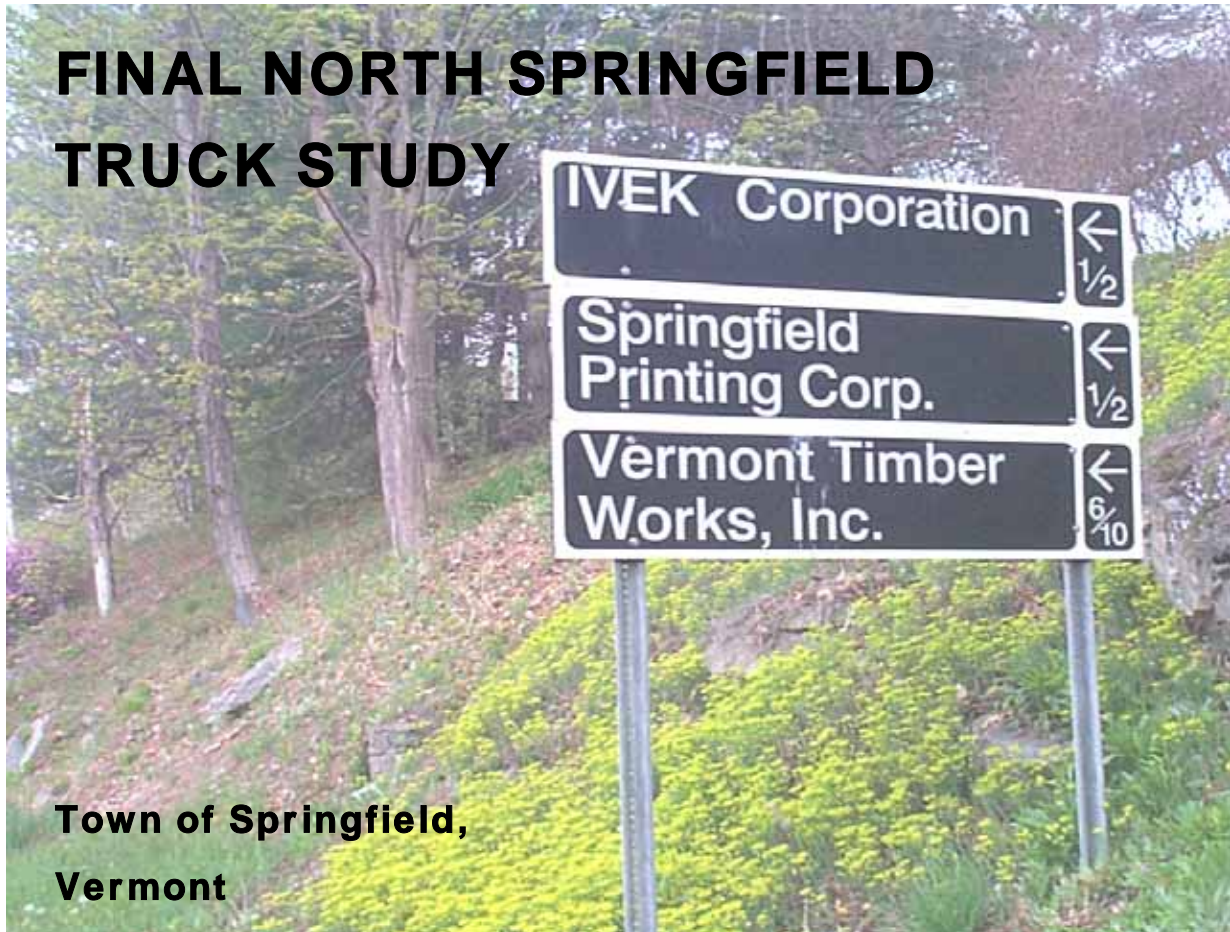 FINAL NORTH SPRINGFIELD
TRUCK STUDY
IVEK Corporation
← 1/2
Springfield
Printing Corp.
← 1/2
Vermont Timber
Works, Inc.
← 6/10
Town of Springfield,
Vermont